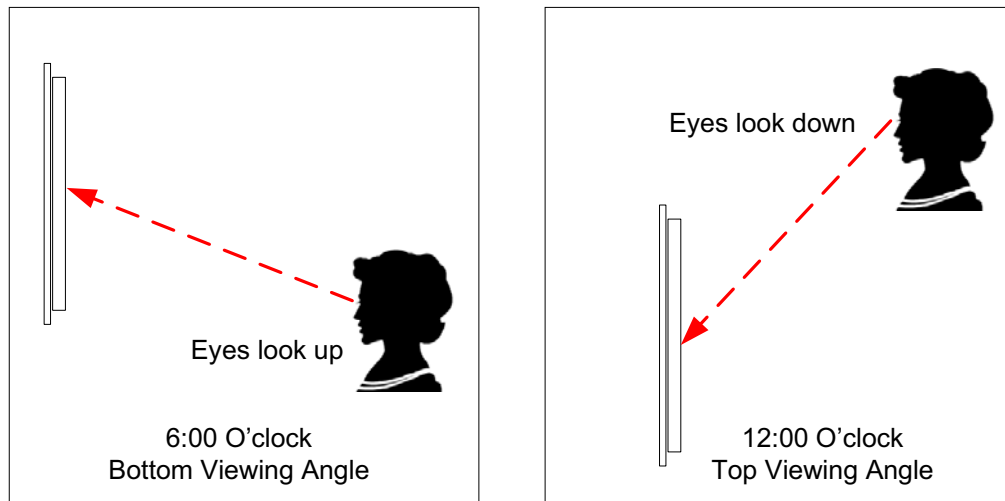 Eyes look up
6:00 O’clock
Bottom Viewing Angle
Eyes look down
12:00 O’clock
Top Viewing Angle